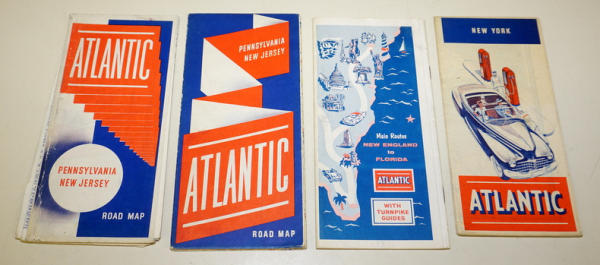 ATLANTIC
PENNSYLVANIA
NEW JERSEY
ROAD MAP
PENNSYLVANIA
NEW JERSEY
ATLANTIC
ROAD MAP
Main Routes
NEW ENGLAND
to
FLORIDA
ATLANTIC
WITH
TURNPIKE
GUIDES
NEW YORK
ATLANTIC